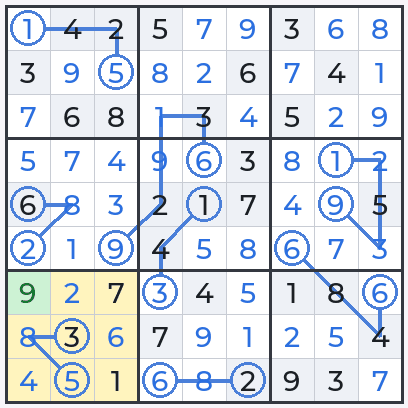 1 4 2 5 7 9 3 6 8
3 9 5 8 2 6 7 4 1
7 6 8 1 3 4 5 2 9
5 7 4 9 6 3 8 1 2
6 8 3 2 1 7 4 9 5
2 1 9 4 5 8 6 7 3
9 2 7 3 4 5 1 8 6
8 3 6 7 9 1 2 5 4
4 5 1 6 8 2 9 3 7